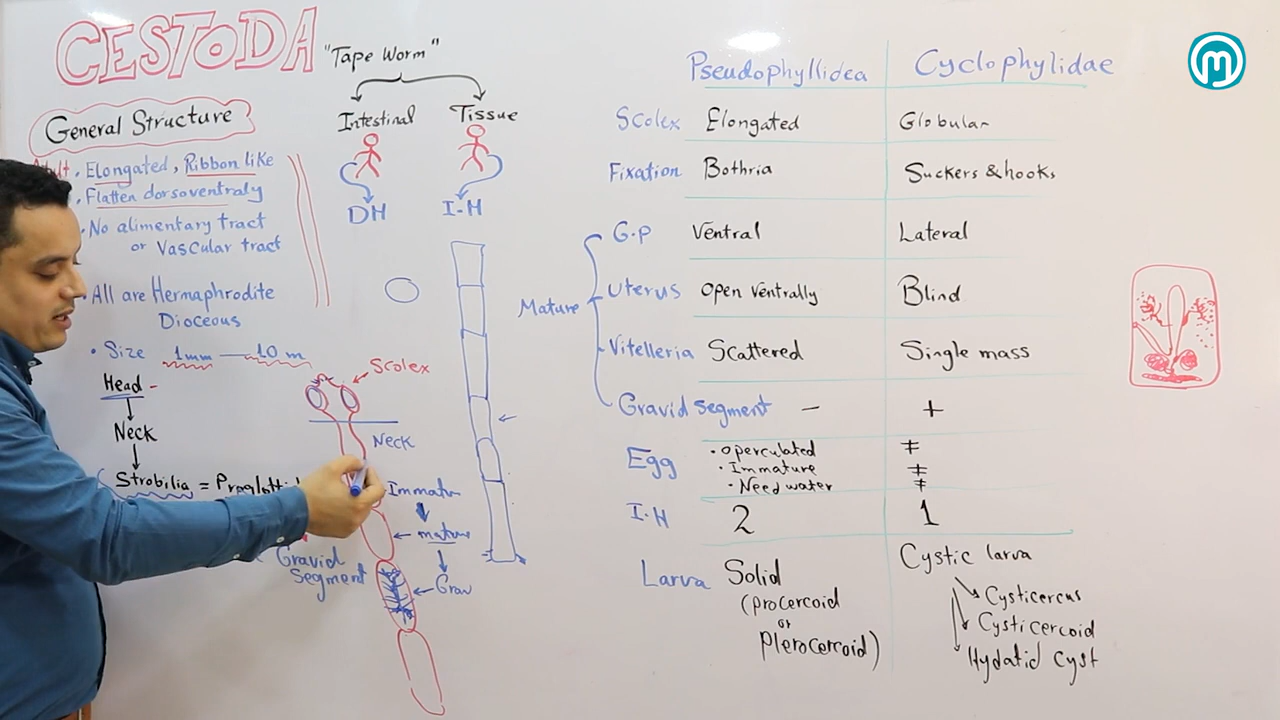 CESTODA
"Tape Worm"
Intestinal
Tissue
DH
I-H
General Structure
• Elongated, Ribbon like
• Flatten dorsoventraly
• No alimentary tract
or Vascular tract
• All are Hermaphrodite
Dioceous
• Size 1mm — 10 m
Head -
Neck
Strobilia =
Gravid
Segment
Scolex
Neck
mature
Grav
Pseudophyllidea Cyclophylidae
Scolex Elongated Globular
Fixation Bothria Suckers & hooks
Mature
G.P Ventral Lateral
Uterus open ventrally Blind
Vitelleria Scattered Single mass
Gravid segment - +
Egg
• operculated ≠
• Immature ≠
• Need water ≠
I.H 2 1
Larva Solid
(Procercoid
or
Plerocercoid)
Cystic larva
Cysticercus
Cysticercoid
Hydatid Cyst
m